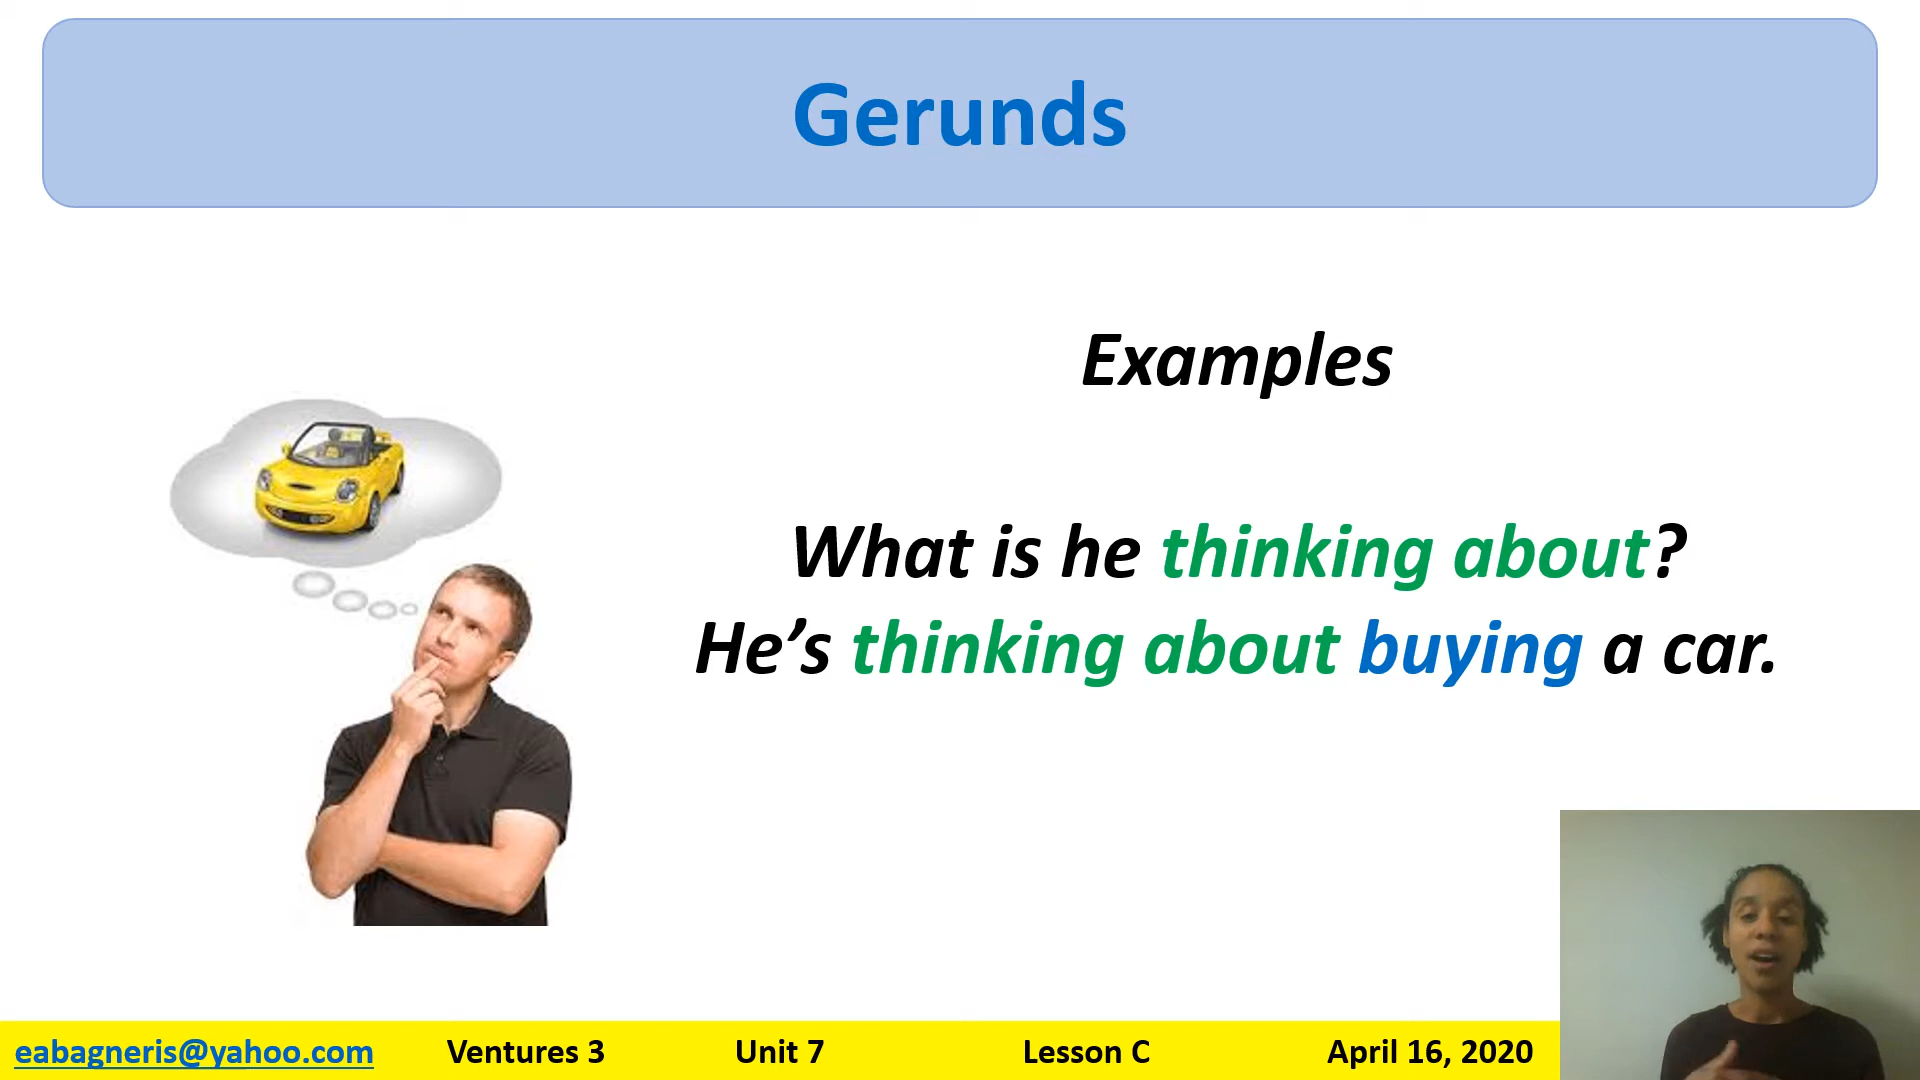 Gerunds
Examples
What is he thinking about?
He’s thinking about buying a car.
eabagneris@yahoo.com Ventures 3 Unit 7 Lesson C April 16, 2020